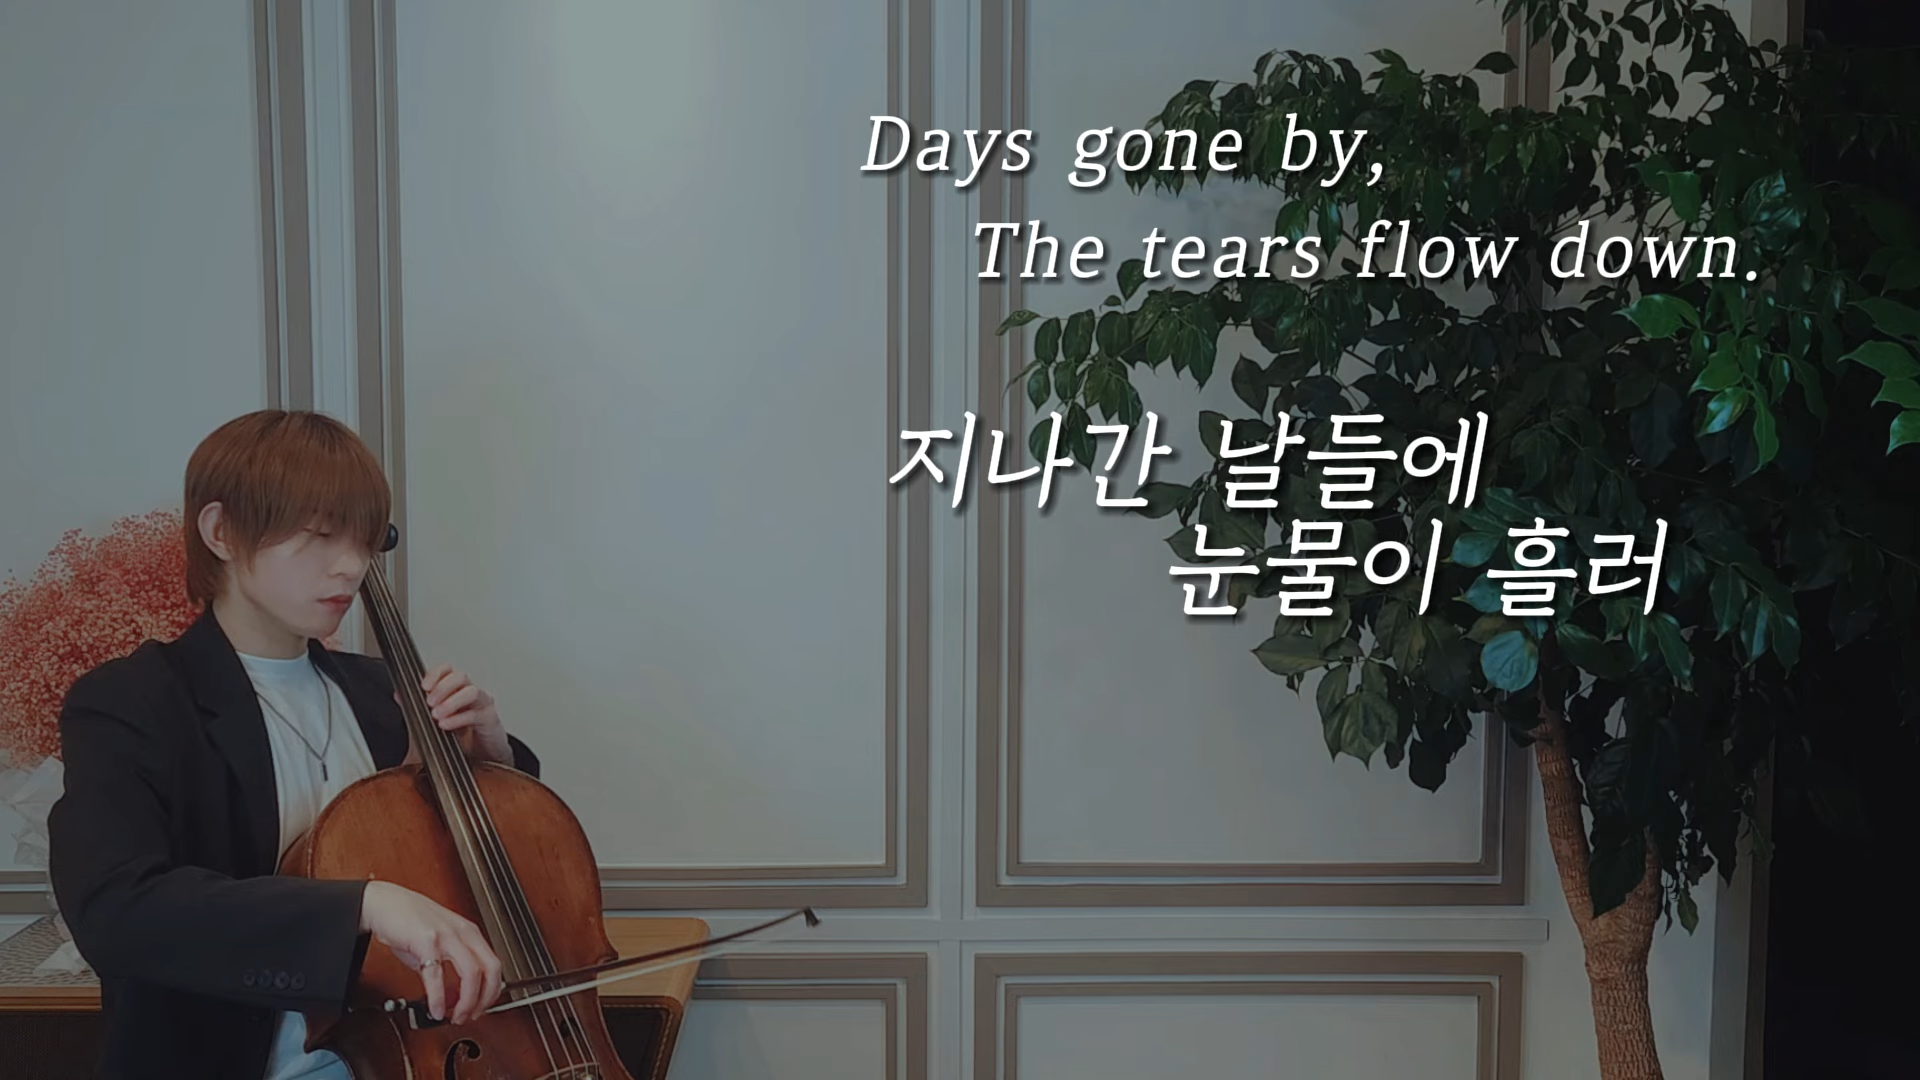 Days gone by,
The tears flow down.
지나간 날들에
눈물이 흘러